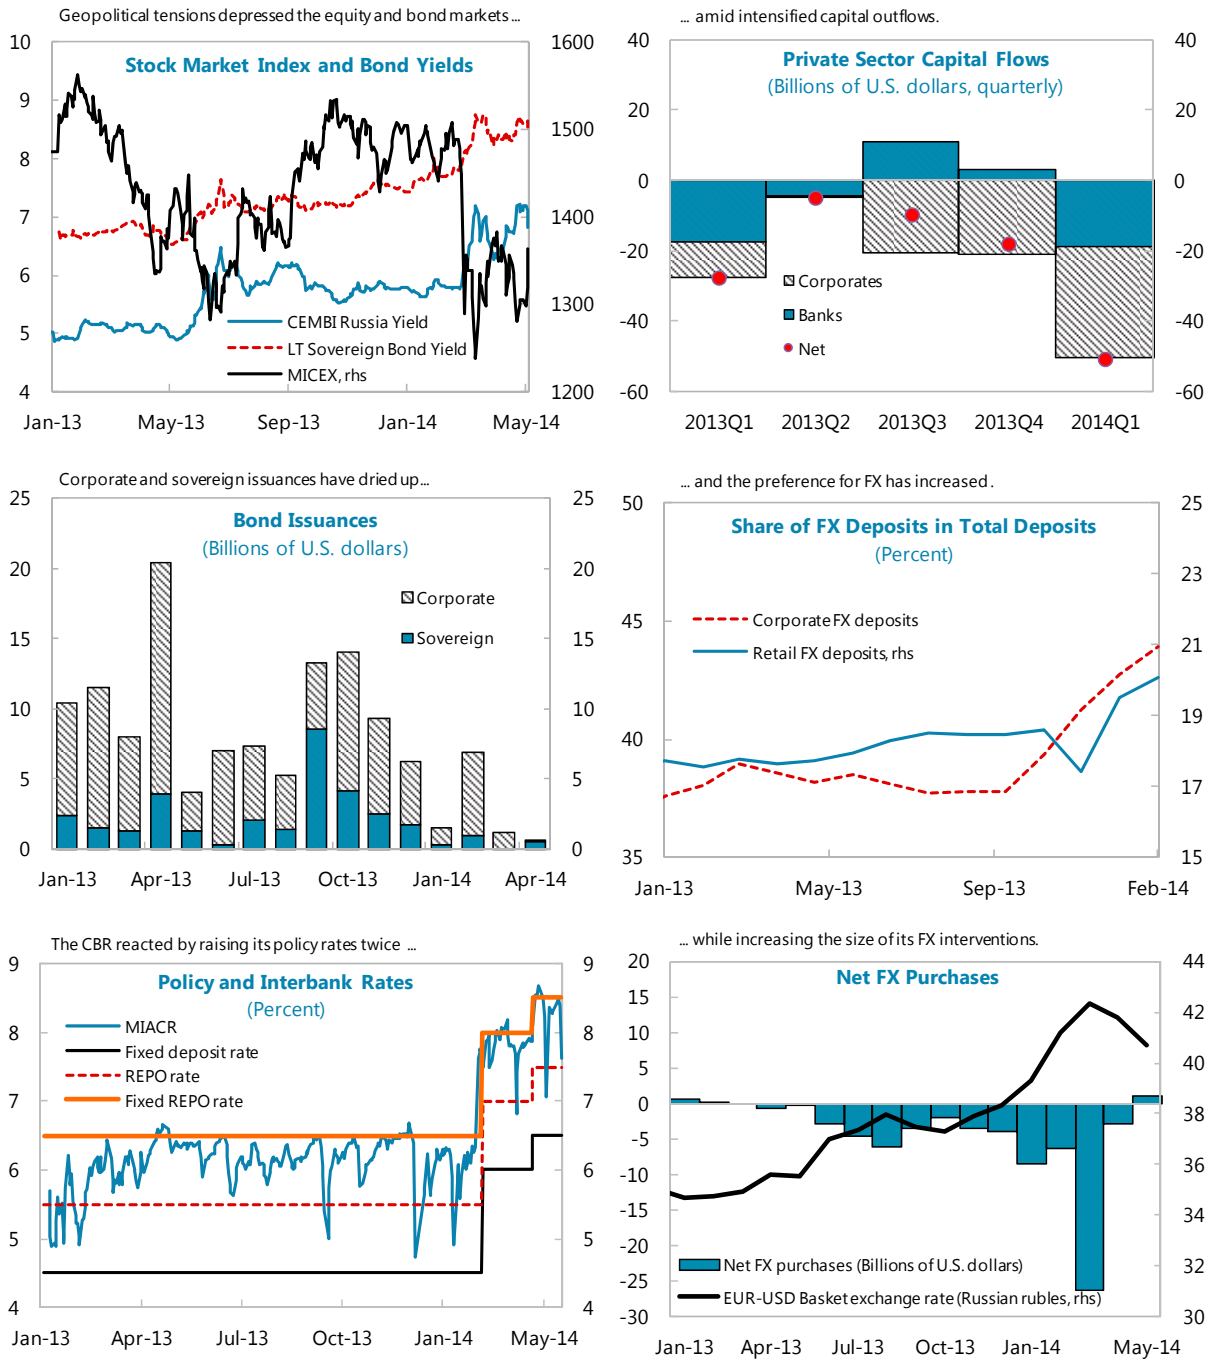 Geopolitical tensions depressed the equity and bond markets ...
Stock Market Index and Bond Yields
10
9
8
7
6
5
4
1600
1500
1400
1300
1200
CEMBI Russia Yield
LT Sovereign Bond Yield
MICEX, rhs
Jan-13 May-13 Sep-13 Jan-14 May-14
... amid intensified capital outflows.
Private Sector Capital Flows
(Billions of U.S. dollars, quarterly)
40
20
0
-20
-40
-60
40
20
0
-20
-40
-60
Corporates
Banks
Net
2013Q1 2013Q2 2013Q3 2013Q4 2014Q1
Corporate and sovereign issuances have dried up...
Bond Issuances
(Billions of U.S. dollars)
25
20
15
10
5
0
25
20
15
10
5
0
Corporate
Sovereign
Jan-13 Apr-13 Jul-13 Oct-13 Jan-14 Apr-14
... and the preference for FX has increased .
Share of FX Deposits in Total Deposits
(Percent)
50
45
40
35
25
23
21
19
17
15
Corporate FX deposits
Retail FX deposits, rhs
Jan-13 May-13 Sep-13 Feb-14
The CBR reacted by raising its policy rates twice ...
Policy and Interbank Rates
(Percent)
9
8
7
6
5
4
9
8
7
6
5
4
MIACR
Fixed deposit rate
REPO rate
Fixed REPO rate
Jan-13 Apr-13 Jul-13 Oct-13 Jan-14 May-14
... while increasing the size of its FX interventions.
Net FX Purchases
20
15
10
5
0
-5
-10
-15
-20
-25
-30
44
42
40
38
36
34
32
30
Net FX purchases (Billions of U.S. dollars)
EUR-USD Basket exchange rate (Russian rubles, rhs)
Jan-13 Apr-13 Jul-13 Oct-13 Jan-14 May-14